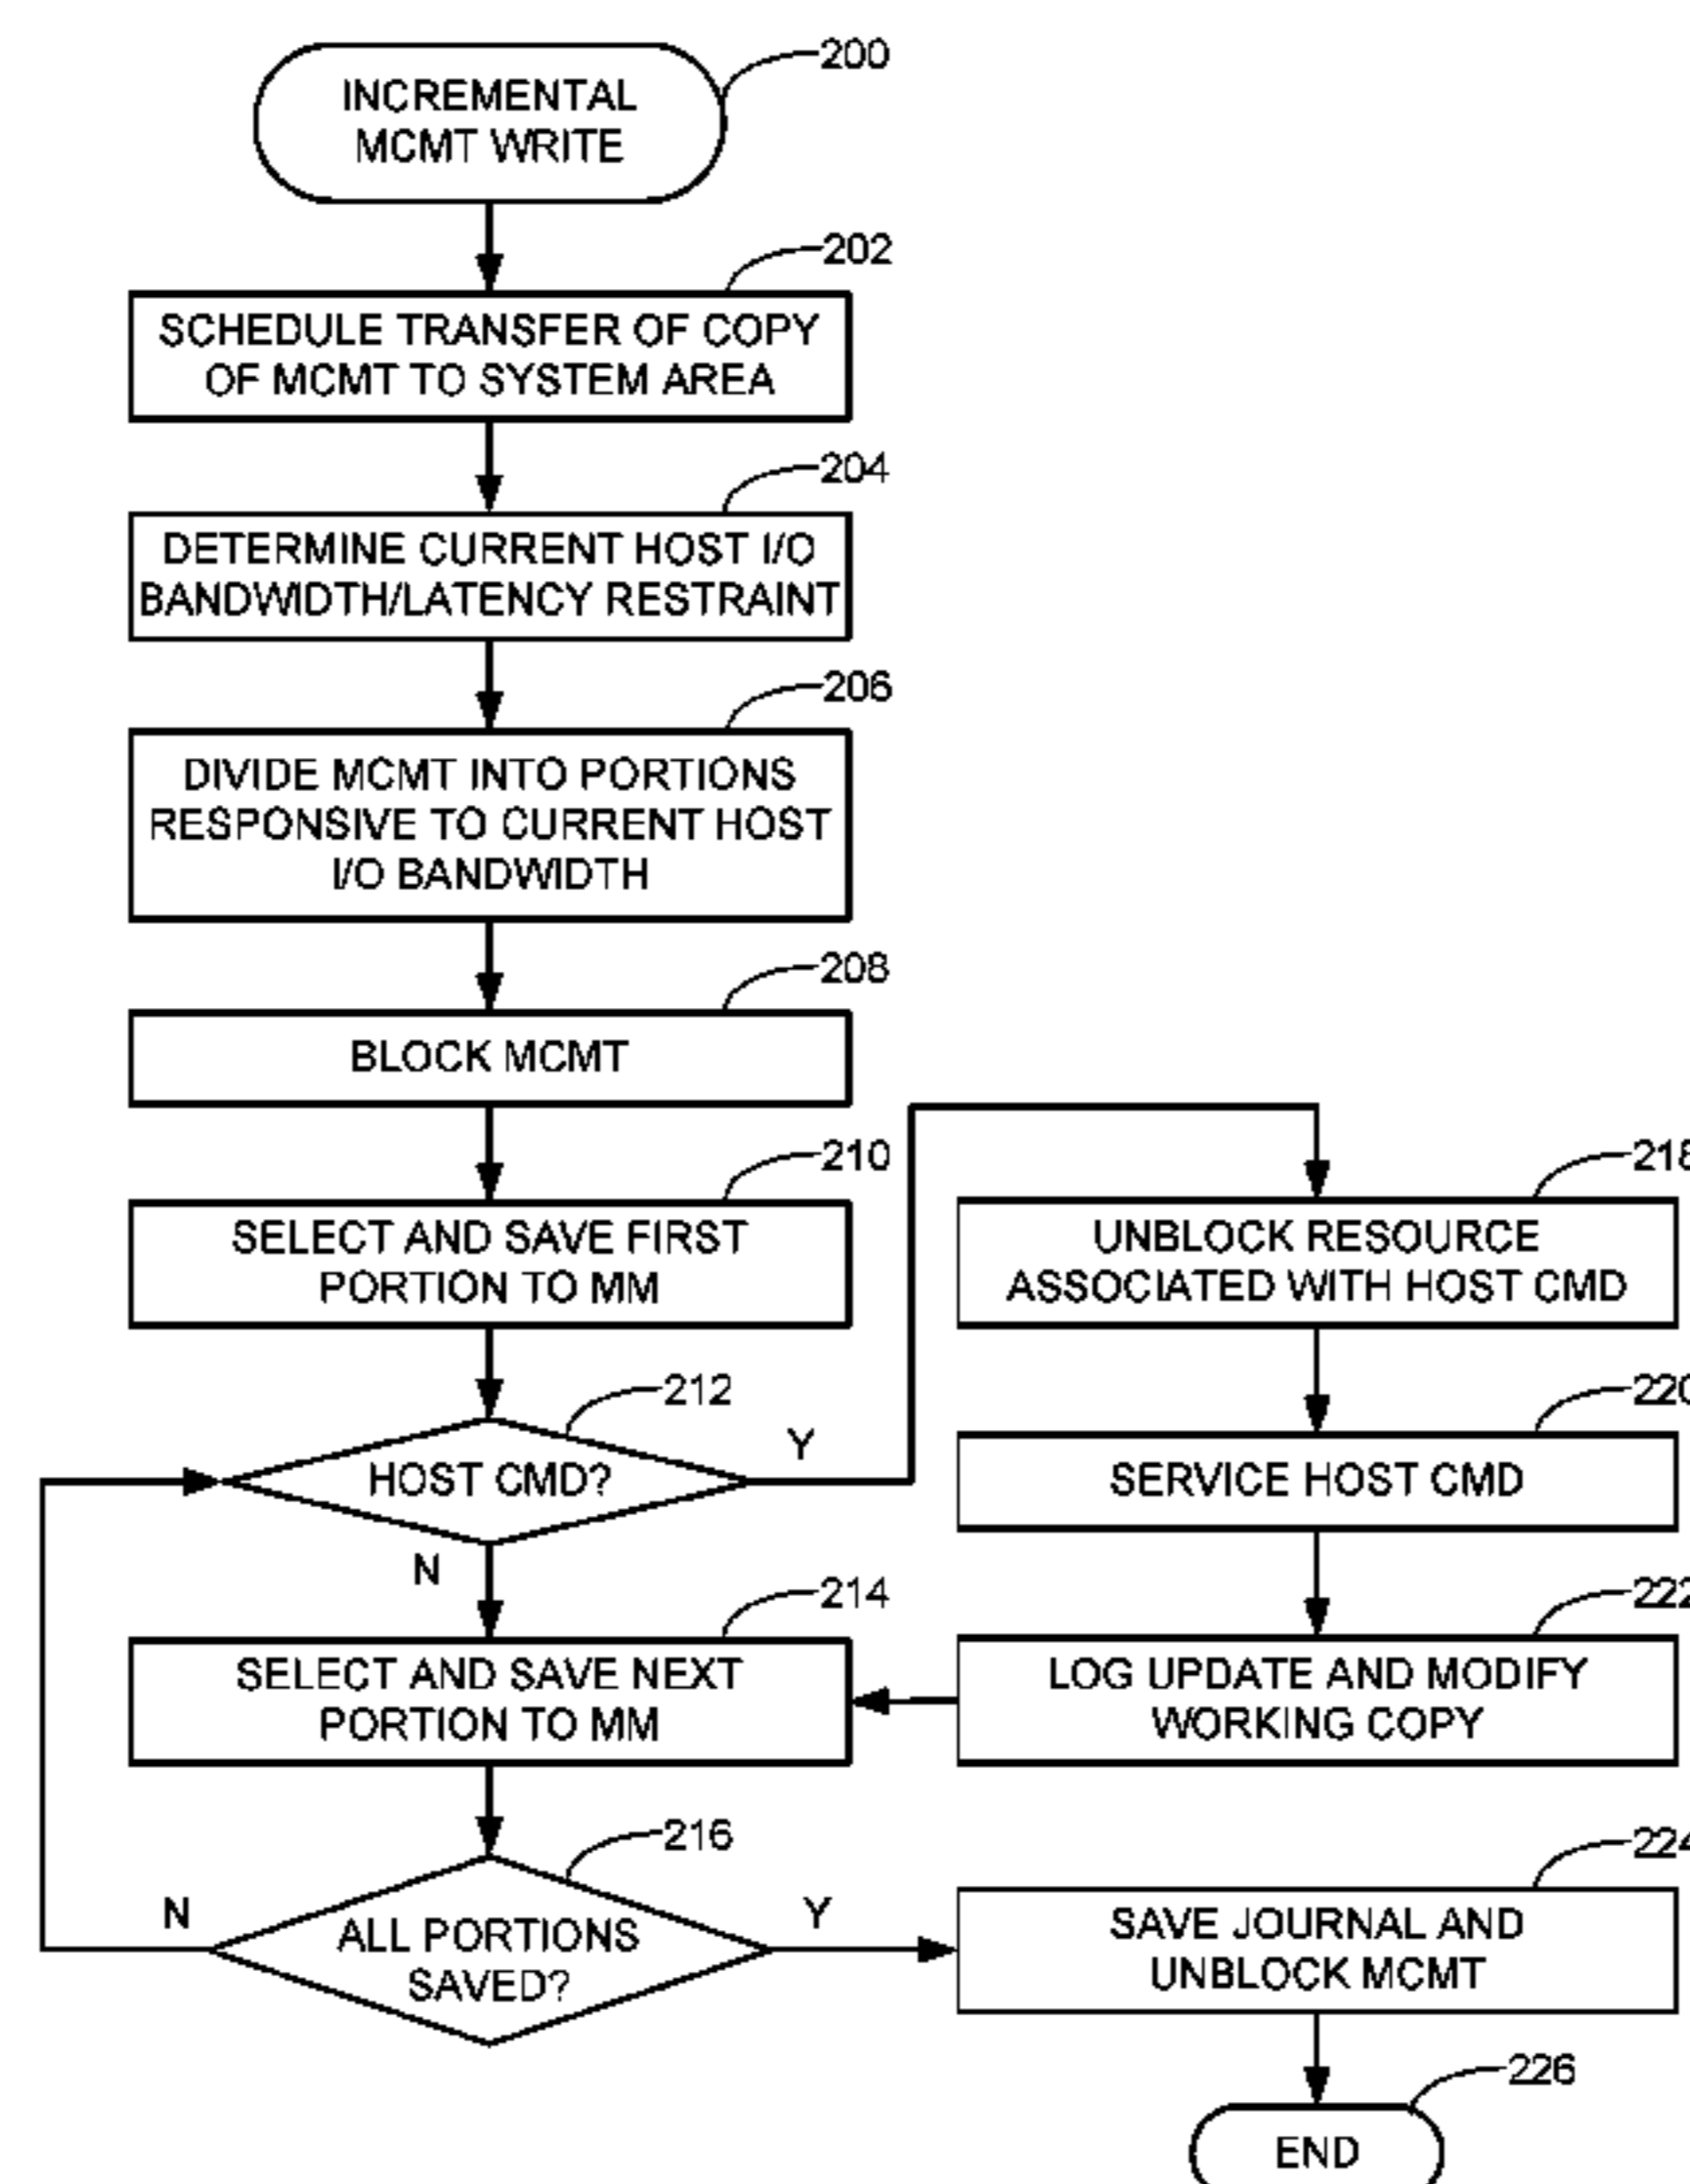 200
INCREMENTAL
MCMT WRITE
202
SCHEDULE TRANSFER OF COPY
OF MCMT TO SYSTEM AREA
204
DETERMINE CURRENT HOST I/O
BANDWIDTH/LATENCY RESTRAINT
206
DIVIDE MCMT INTO PORTIONS
RESPONSIVE TO CURRENT HOST
I/O BANDWIDTH
208
BLOCK MCMT
210
SELECT AND SAVE FIRST
PORTION TO MM
212
HOST CMD?
Y
N
214
SELECT AND SAVE NEXT
PORTION TO MM
216
ALL PORTIONS
SAVED?
N
Y
218
UNBLOCK RESOURCE
ASSOCIATED WITH HOST CMD
220
SERVICE HOST CMD
222
LOG UPDATE AND MODIFY
WORKING COPY
224
SAVE JOURNAL AND
UNBLOCK MCMT
226
END